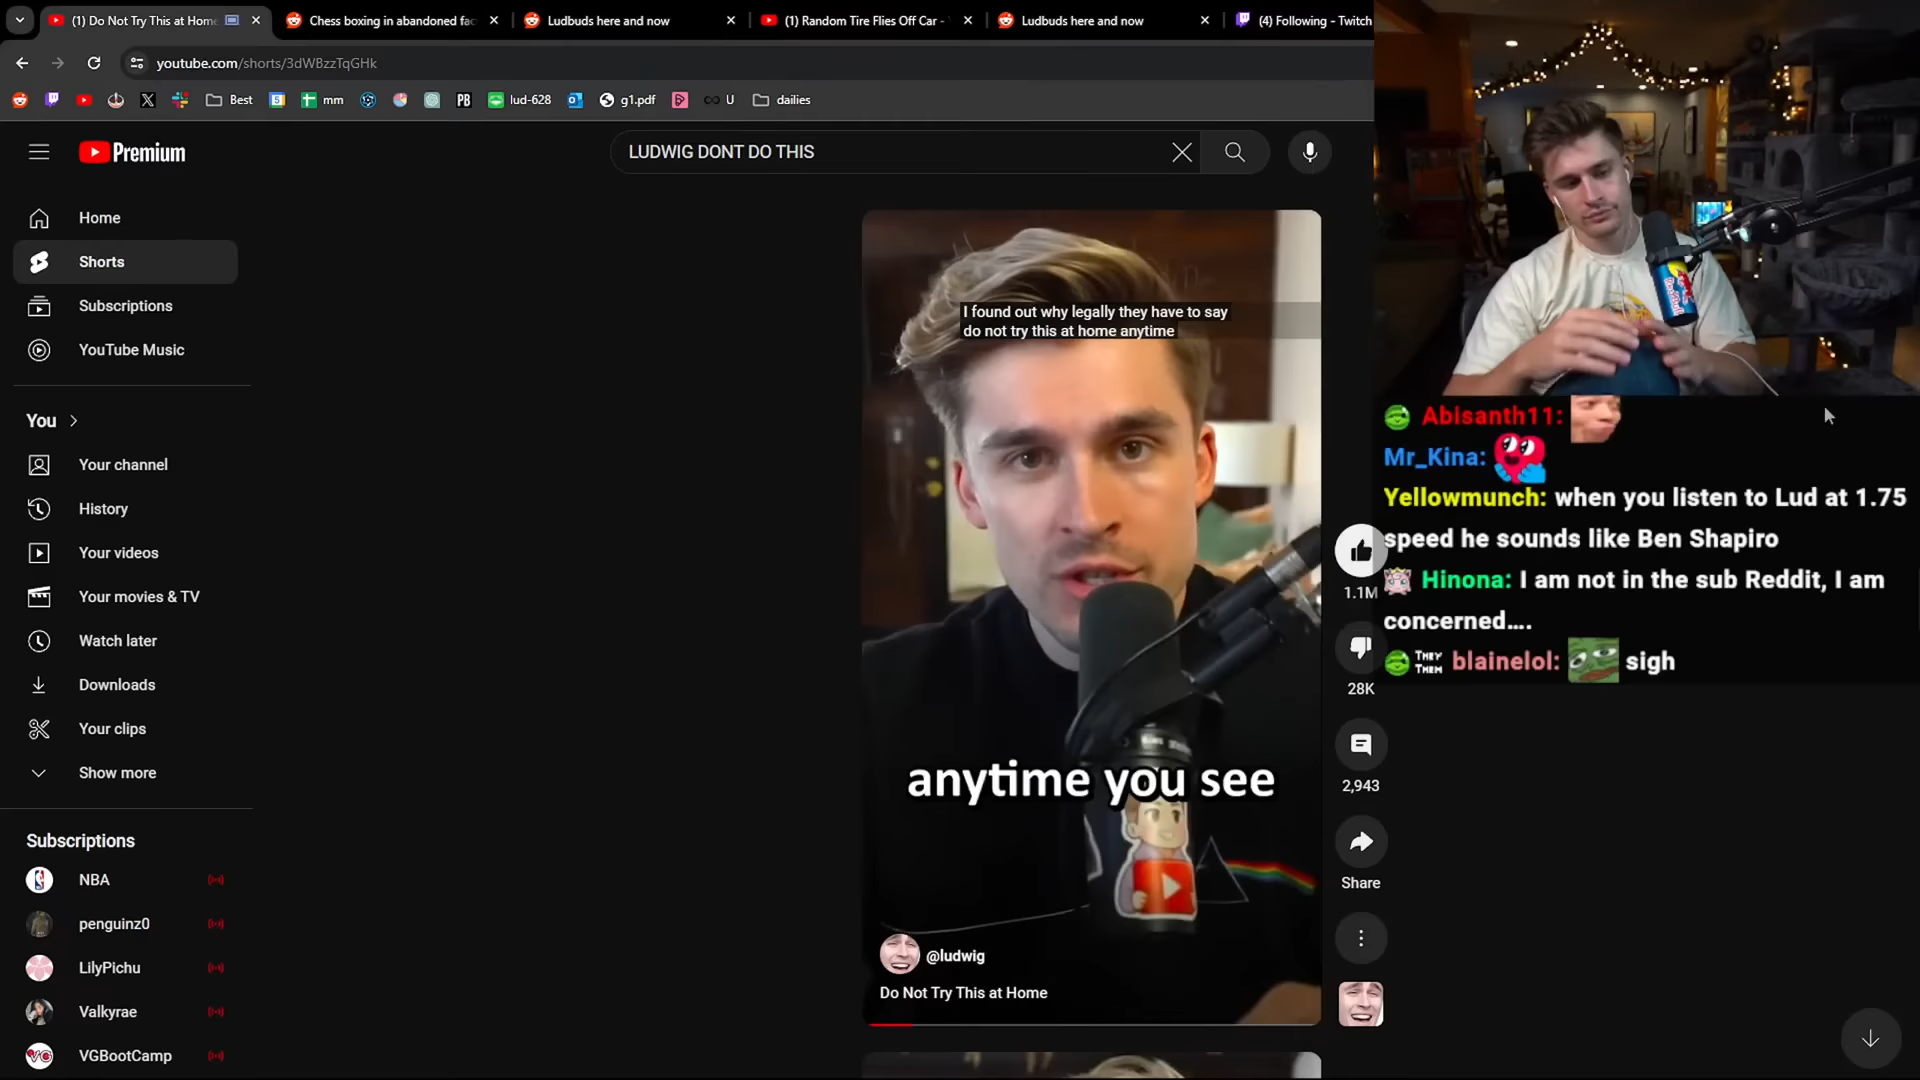 (1) Do Not Try This at Hom
Chess boxing in abandoned fac
Ludbuds here and now
(1) Random Tire Flies Off Car -
Ludbuds here and now
(4) Following - Twitch
youtube.com/shorts/3dWBzzTqGHk
Best
mm
PB
lud-628
g1.pdf
U
dailies
Premium
LUDWIG DONT DO THIS
Home
Shorts
Subscriptions
YouTube Music
You
Your channel
History
Your videos
Your movies & TV
Watch later
Downloads
Your clips
Show more
Subscriptions
NBA
penguinz0
LilyPichu
Valkyrae
VGBootCamp
I found out why legally they have to say
do not try this at home anytime
anytime you see
@ludwig
Do Not Try This at Home
1.1M
28K
2,943
Share
Abisanth11:
Mr_Kina:
Yellowmunch: when you listen to Lud at 1.75
speed he sounds like Ben Shapiro
Hinona: I am not in the sub Reddit, I am
concerned....
THEY THEM blainelol: sigh